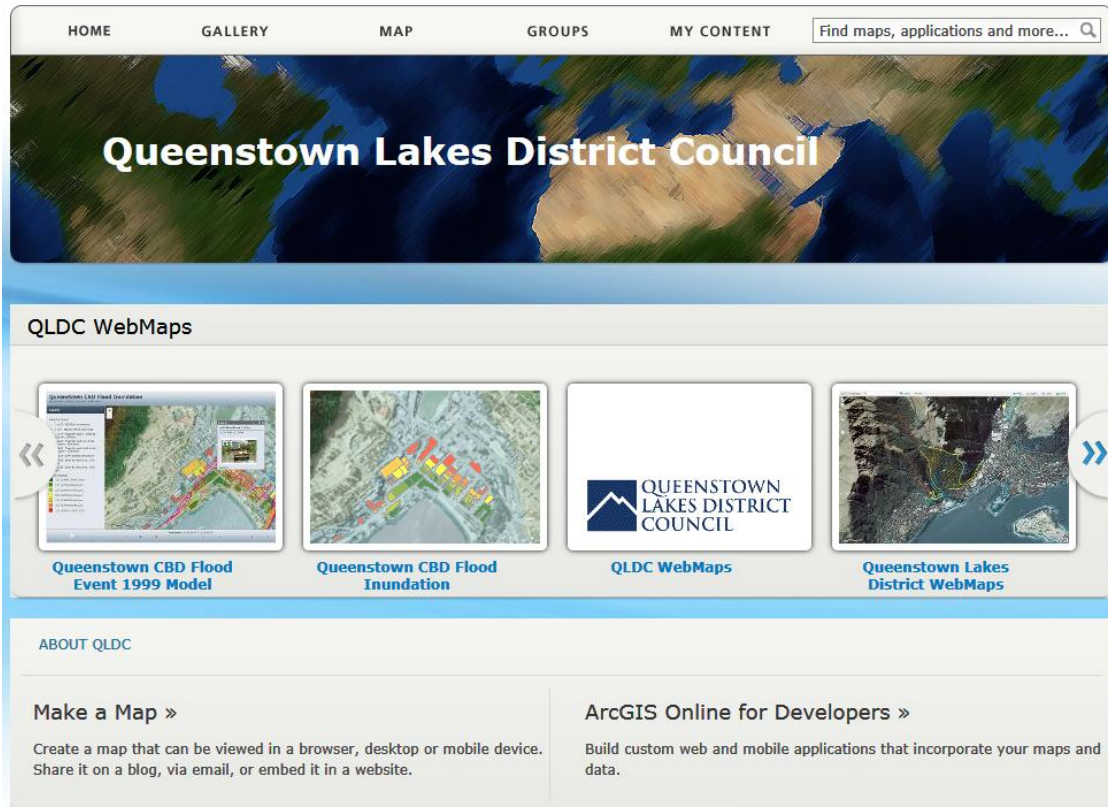 HOME GALLERY MAP GROUPS MY CONTENT Find maps, applications and more...
Queenstown Lakes District Council
QLDC WebMaps
Queenstown CBD Flood Inundation
QUEENSTOWN
LAKES DISTRICT
COUNCIL
Queenstown CBD Flood
Event 1999 Model
Queenstown CBD Flood
Inundation
QLDC WebMaps
Queenstown Lakes
District WebMaps
ABOUT QLDC
Make a Map »
Create a map that can be viewed in a browser, desktop or mobile device.
Share it on a blog, via email, or embed it in a website.
ArcGIS Online for Developers »
Build custom web and mobile applications that incorporate your maps and
data.